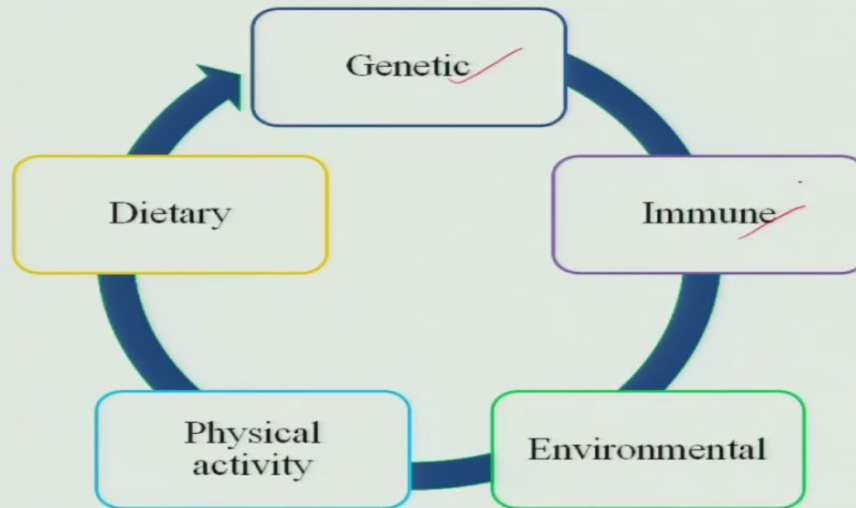 Genetic
Immune
Environmental
Physical
activity
Dietary